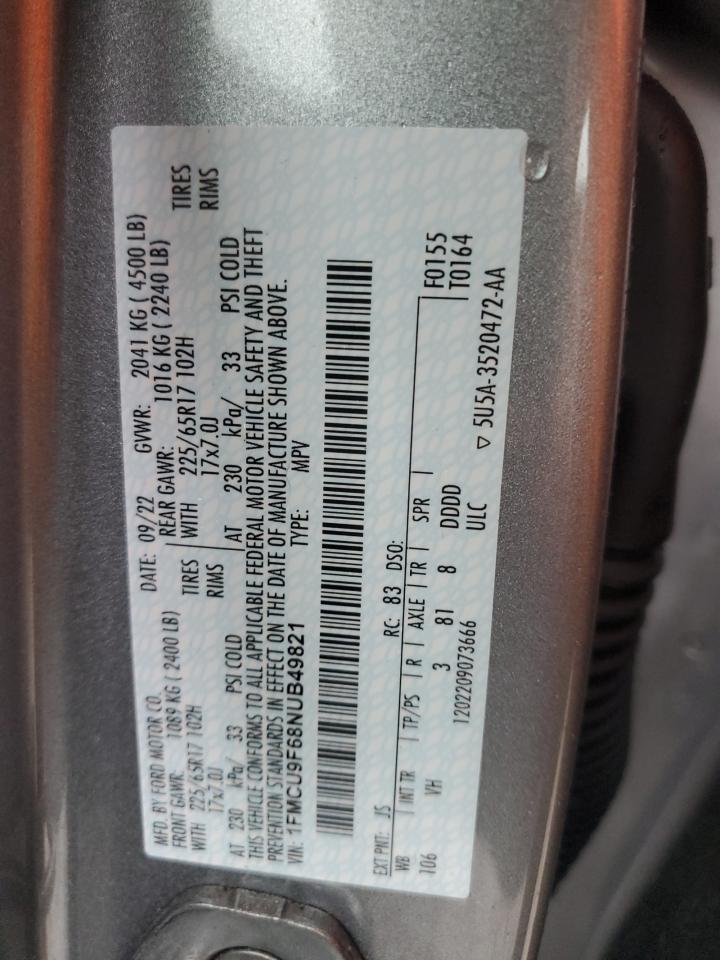 MFD. BY FORD MOTOR CO.
DATE: 09/22 GVWR: 2041 KG ( 4500 LB)
FRONT GAWR: 1089 KG ( 2400 LB) REAR GAWR: 1016 KG ( 2240 LB)
WITH 225/65R17 102H TIRES WITH 225/65R17 102H TIRES
17x7.0J RIMS 17x7.0J RIMS
AT 230 kPa/ 33 PSI COLD AT 230 kPa/ 33 PSI COLD
THIS VEHICLE CONFORMS TO ALL APPLICABLE FEDERAL MOTOR VEHICLE SAFETY AND THEFT
PREVENTION STANDARDS IN EFFECT ON THE DATE OF MANUFACTURE SHOWN ABOVE.
VIN: 1FMCU9F68NUB49821 TYPE: MPV
EXT PNT: JS RC: 83 DSO:
WB INT TR TP/PS R AXLE TR SPR F0155
106 VH 3 81 8 DDDD T0164
1202209073666 ULC
▽ 5U5A-3520472-AA